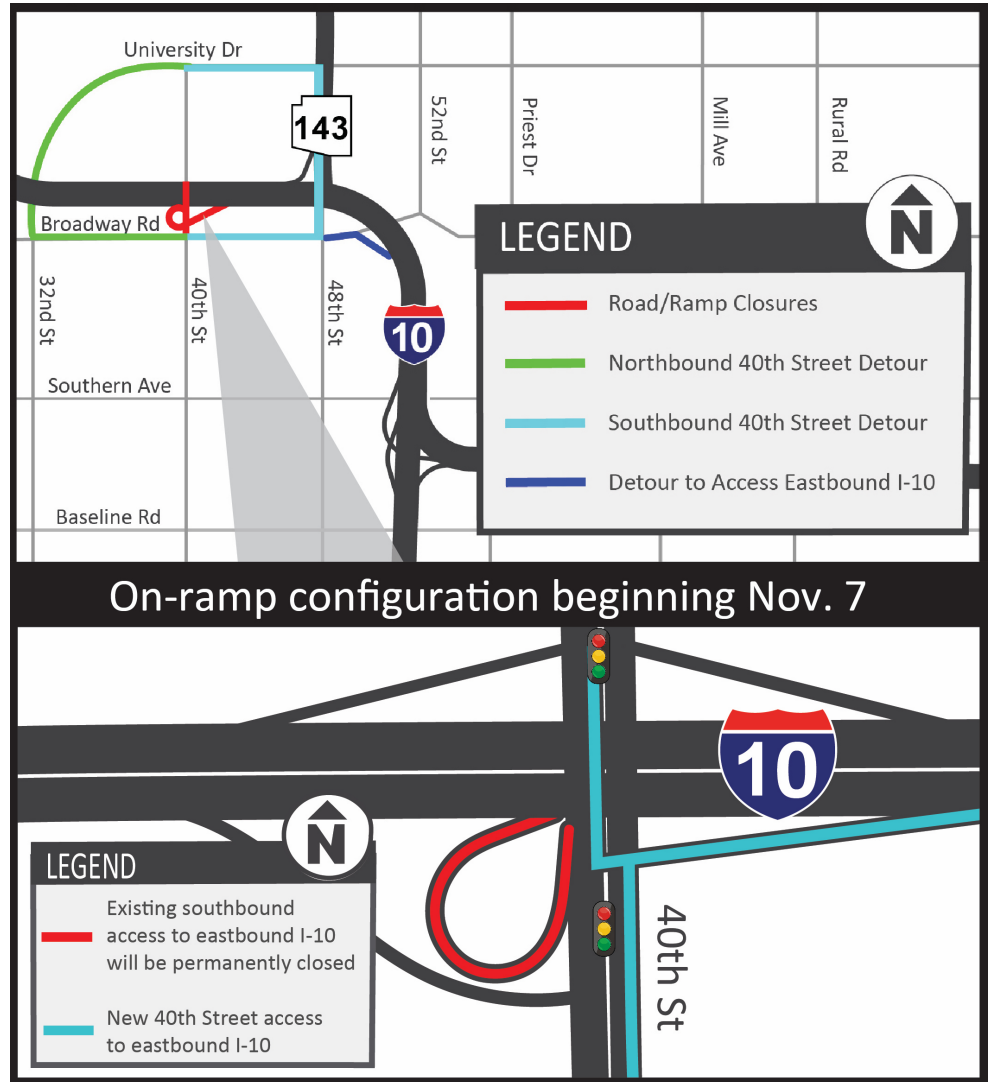 University Dr
143
52nd St
Priest Dr
Mill Ave
Rural Rd
Broadway Rd
32nd St
40th St
48th St
10
Southern Ave
Baseline Rd
N
LEGEND
Road/Ramp Closures
Northbound 40th Street Detour
Southbound 40th Street Detour
Detour to Access Eastbound I-10
On-ramp configuration beginning Nov. 7
10
N
LEGEND
Existing southbound
access to eastbound I-10
will be permanently closed
New 40th Street access
to eastbound I-10
40th St